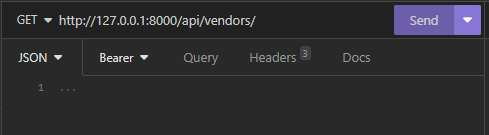 GET http://127.0.0.1:8000/api/vendors/ Send
JSON Bearer Query Headers 3 Docs
1 ...